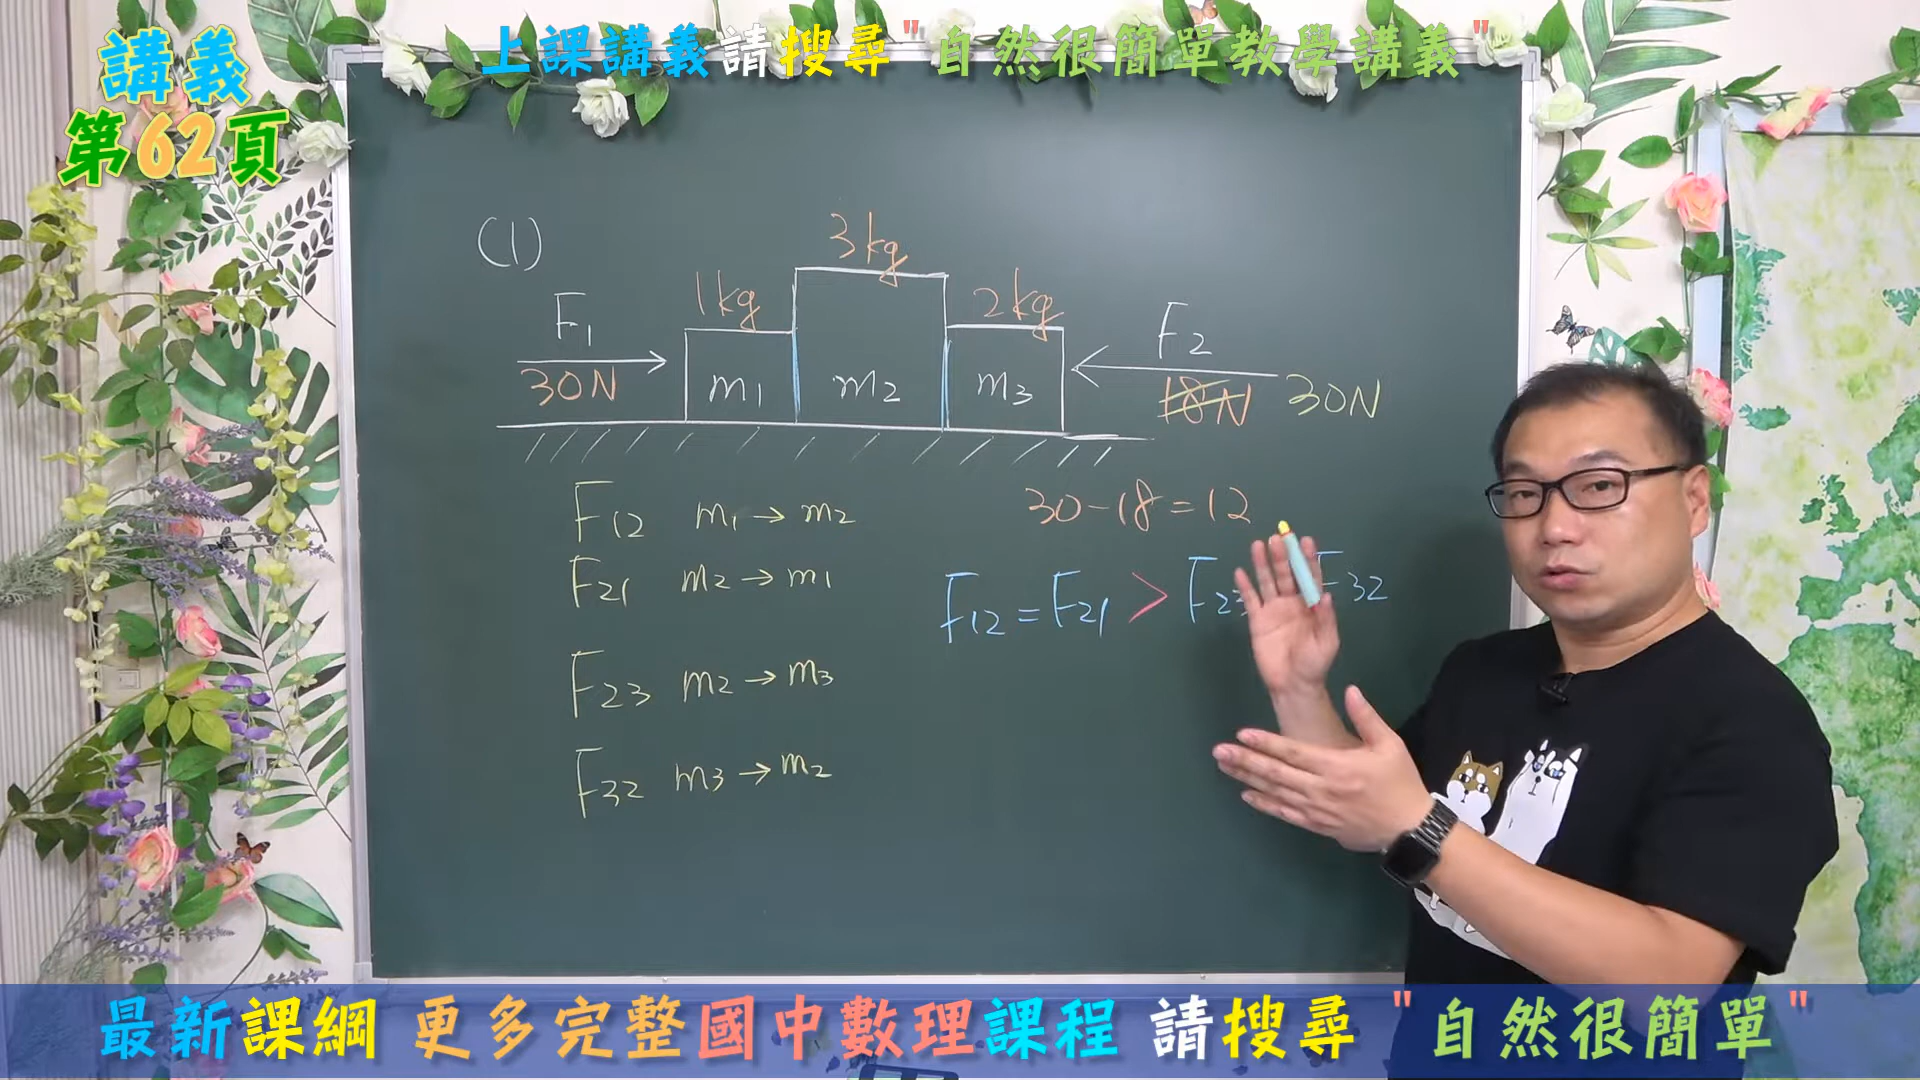 上課講義請搜尋"自然很簡單教學講義"
講義
第62頁
(1)
3kg
1kg
2kg
F1
F2
30N
m1
m2
m3
18N
30N
F12 m1→m2
30-18=12
F21 m2→m1
F12=F21>F23 F32
F23 m2→m3
F32 m3→m2
最新課綱 更多完整國中數理課程 請搜尋"自然很簡單"